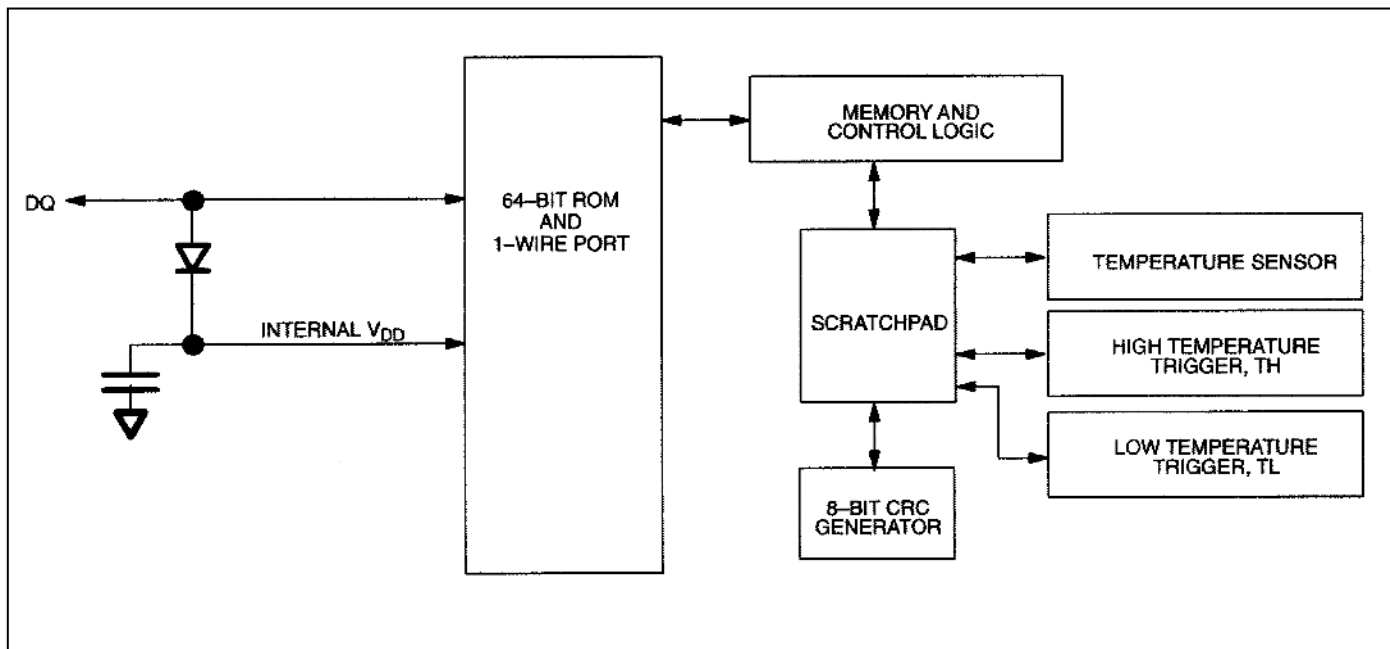 DQ
INTERNAL VDD
64–BIT ROM
AND
1–WIRE PORT
MEMORY AND
CONTROL LOGIC
SCRATCHPAD
8–BIT CRC
GENERATOR
TEMPERATURE SENSOR
HIGH TEMPERATURE
TRIGGER, TH
LOW TEMPERATURE
TRIGGER, TL